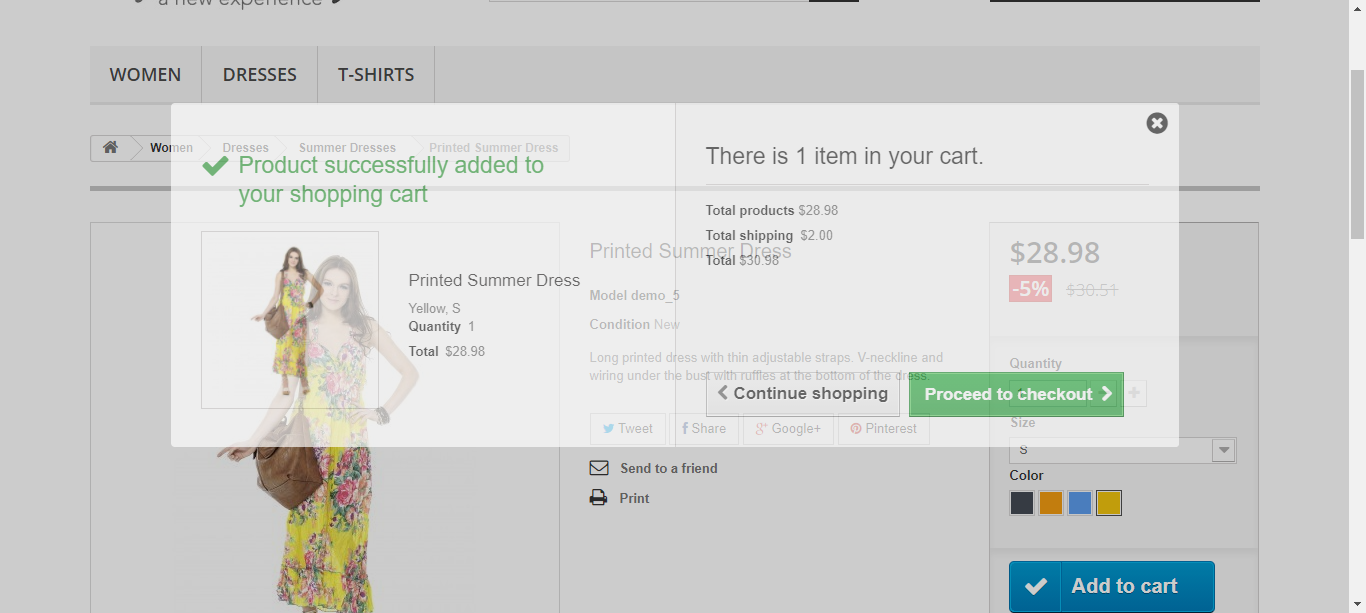 a new experience
WOMEN
DRESSES
T-SHIRTS
Women
Dresses
Summer Dresses
Printed Summer Dress
Product successfully added to
your shopping cart
Printed Summer Dress
Yellow, S
Quantity 1
Total $28.98
There is 1 item in your cart.
Total products $28.98
Total shipping $2.00
Total $30.98
Continue shopping
Proceed to checkout
Printed Summer Dress
Model demo_5
Condition New
Long printed dress with thin adjustable straps. V-neckline and
wiring under the bust with ruffles at the bottom of the dress.
Tweet
Share
Google+
Pinterest
Send to a friend
Print
$28.98
-5% $30.51
Quantity
Size
S
Color
Add to cart